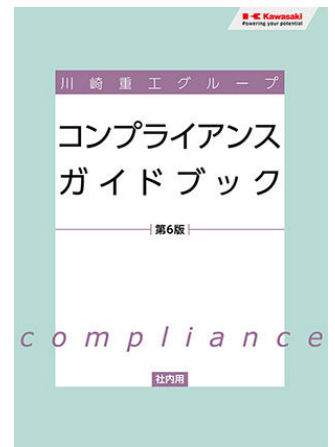 Kawasaki
Powering your potential
川崎重工グループ
コンプライアンス
ガイドブック
第6版
compliance
社内用